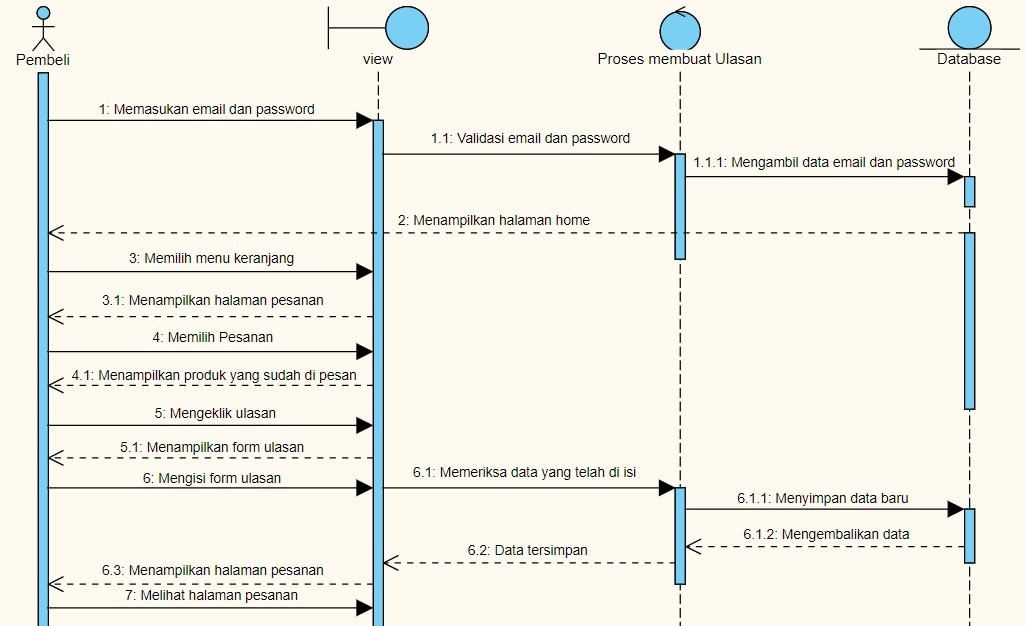 Pembeli
view
Proses membuat Ulasan
Database
1: Memasukan email dan password
1.1: Validasi email dan password
1.1.1: Mengambil data email dan password
2: Menampilkan halaman home
3: Memilih menu keranjang
3.1: Menampilkan halaman pesanan
4: Memilih Pesanan
4.1: Menampilkan produk yang sudah di pesan
5: Mengeklik ulasan
5.1: Menampilkan form ulasan
6: Mengisi form ulasan
6.1: Memeriksa data yang telah di isi
6.1.1: Menyimpan data baru
6.1.2: Mengembalikan data
6.2: Data tersimpan
6.3: Menampilkan halaman pesanan
7: Melihat halaman pesanan